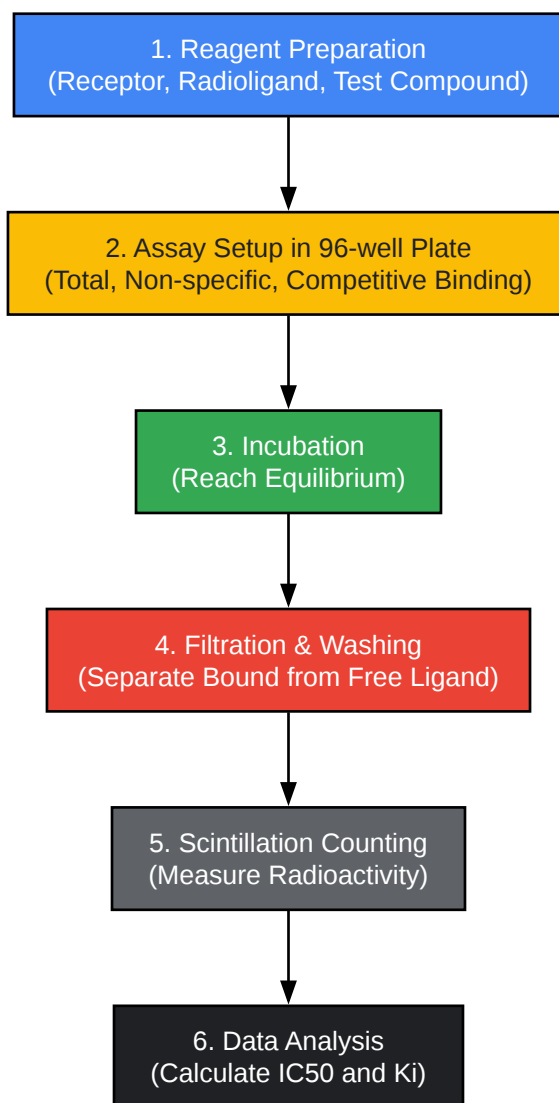 1. Reagent Preparation
(Receptor, Radioligand, Test Compound)
2. Assay Setup in 96-well Plate
(Total, Non-specific, Competitive Binding)
3. Incubation
(Reach Equilibrium)
4. Filtration & Washing
(Separate Bound from Free Ligand)
5. Scintillation Counting
(Measure Radioactivity)
6. Data Analysis
(Calculate IC50 and Ki)